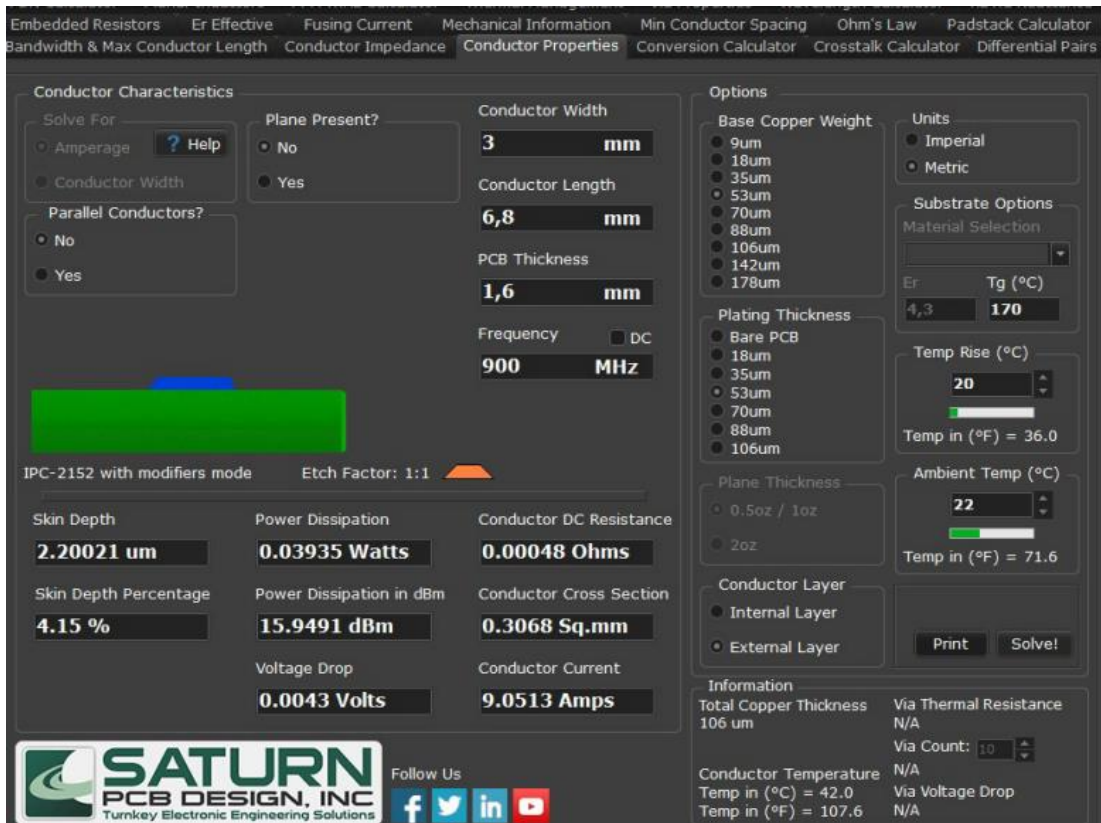 Embedded Resistors Er Effective Fusing Current Mechanical Information Min Conductor Spacing Ohm's Law Padstack Calculator
Bandwidth & Max Conductor Length Conductor Impedance Conductor Properties Conversion Calculator Crosstalk Calculator Differential Pairs
Conductor Characteristics
Solve For
Amperage
? Help
Conductor Width
Plane Present?
No
Yes
Parallel Conductors?
No
Yes
Conductor Width
3 mm
Conductor Length
6,8 mm
PCB Thickness
1,6 mm
Frequency DC
900 MHz
IPC-2152 with modifiers mode Etch Factor: 1:1
Skin Depth
2.20021 um
Skin Depth Percentage
4.15 %
Power Dissipation
0.03935 Watts
Power Dissipation in dBm
15.9491 dBm
Voltage Drop
0.0043 Volts
Conductor DC Resistance
0.00048 Ohms
Conductor Cross Section
0.3068 Sq.mm
Conductor Current
9.0513 Amps
SATURN
PCB DESIGN, INC
Turnkey Electronic Engineering Solutions
Follow Us
Options
Base Copper Weight
9um
18um
35um
53um
70um
88um
106um
142um
178um
Plating Thickness
Bare PCB
18um
35um
53um
70um
88um
106um
Plane Thickness
0.5oz / 1oz
2oz
Conductor Layer
Internal Layer
External Layer
Units
Imperial
Metric
Substrate Options
Material Selection
Er Tg (°C)
4,3 170
Temp Rise (°C)
20
Temp in (°F) = 36.0
Ambient Temp (°C)
22
Temp in (°F) = 71.6
Print Solve!
Information
Total Copper Thickness
106 um
Conductor Temperature
Temp in (°C) = 42.0
Temp in (°F) = 107.6
Via Thermal Resistance
N/A
Via Count: 10
N/A
Via Voltage Drop
N/A